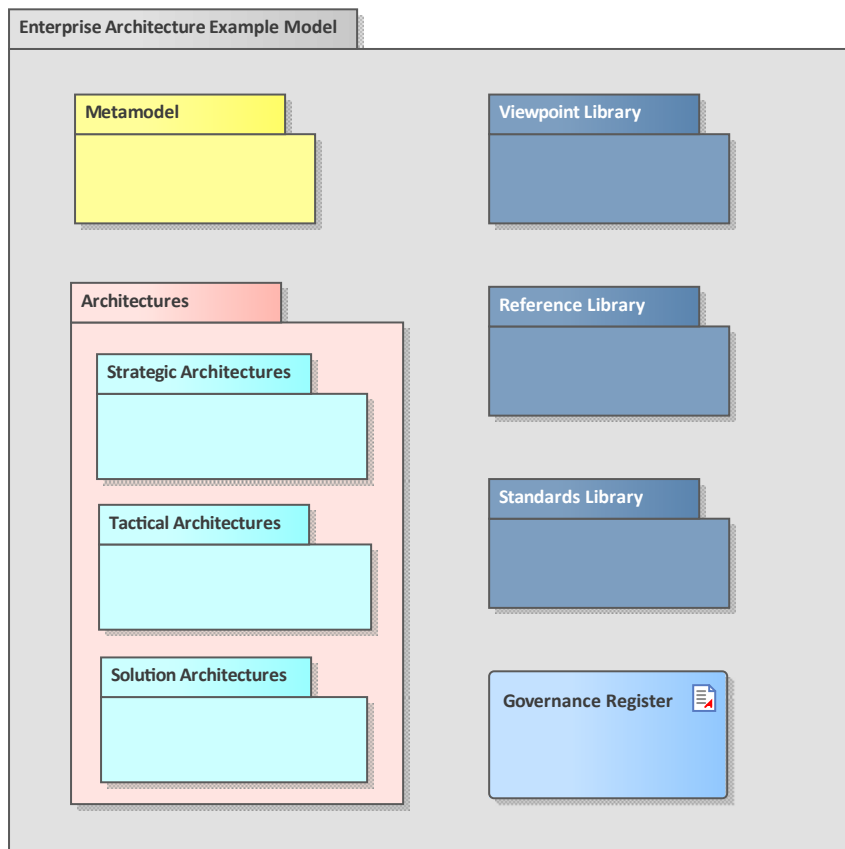 Enterprise Architecture Example Model
Metamodel
Viewpoint Library
Architectures
Reference Library
Strategic Architectures
Standards Library
Tactical Architectures
Solution Architectures
Governance Register